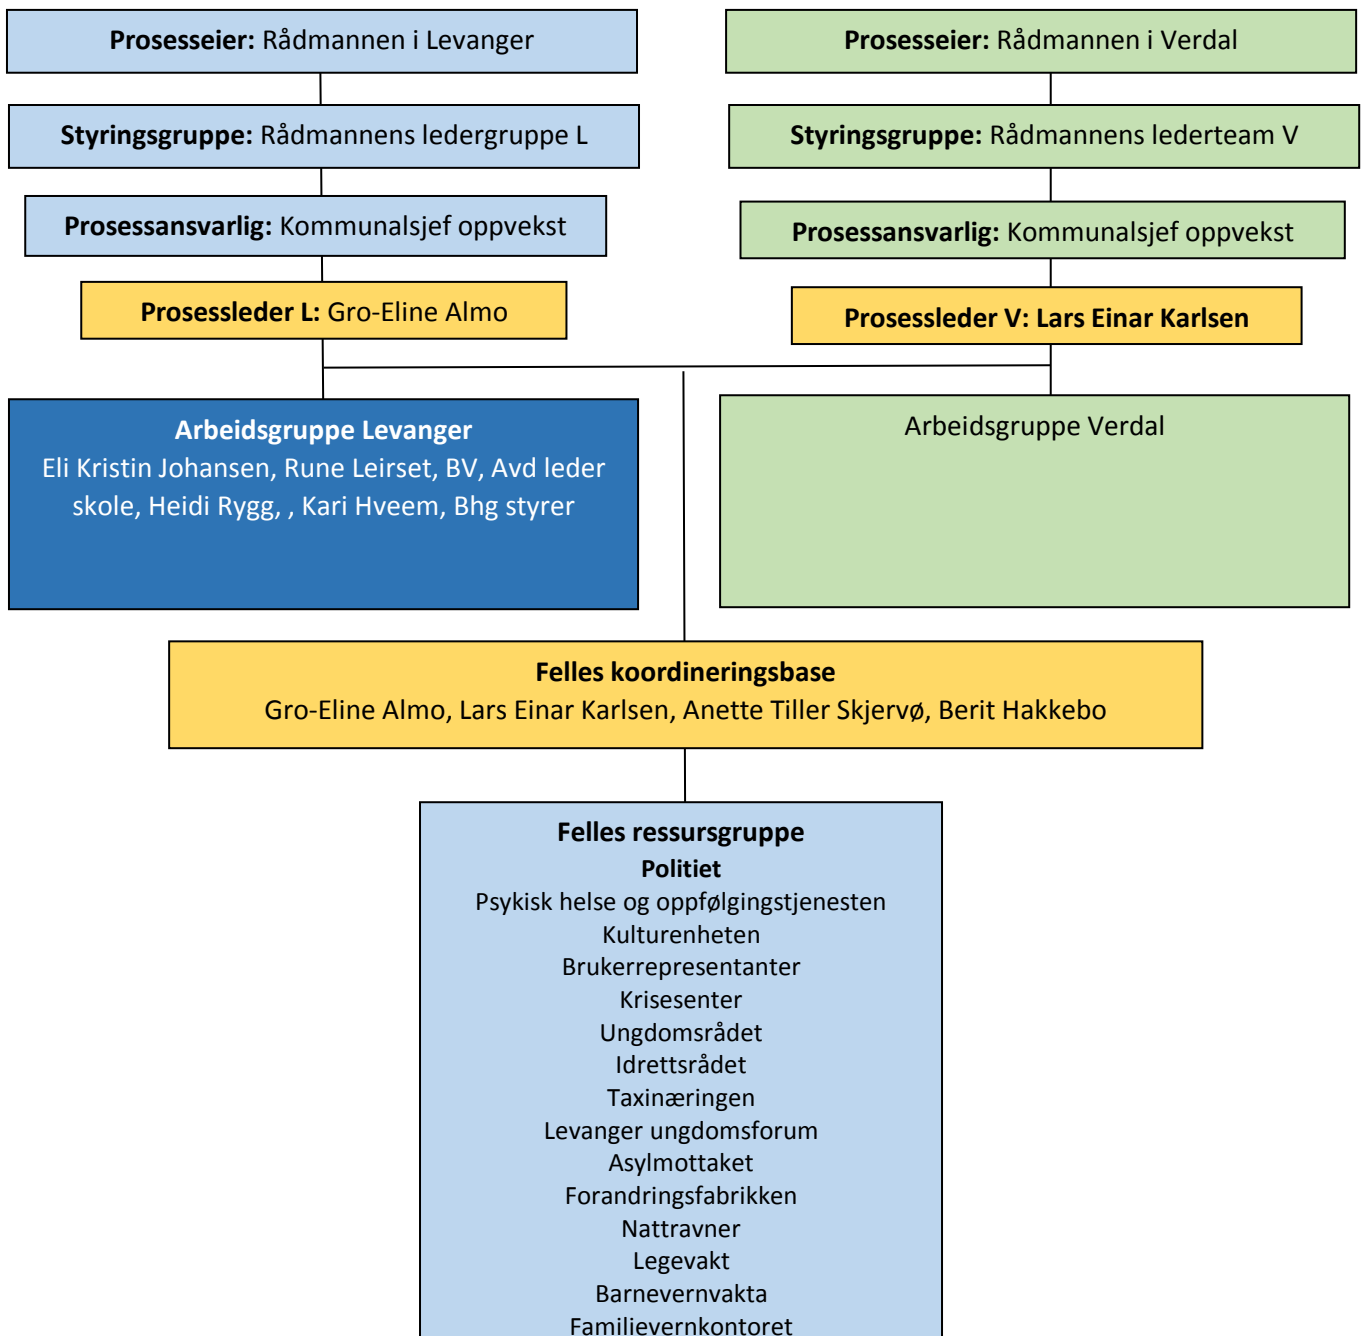 Prosesseier: Rådmannen i Levanger
Prosesseier: Rådmannen i Verdal
Styringsgruppe: Rådmannens ledergruppe L
Styringsgruppe: Rådmannens lederteam V
Prosessansvarlig: Kommunalsjef oppvekst
Prosessansvarlig: Kommunalsjef oppvekst
Prosessleder L: Gro-Eline Almo
Prosessleder V: Lars Einar Karlsen
Arbeidsgruppe Levanger
Eli Kristin Johansen, Rune Leirset, BV, Avd leder
skole, Heidi Rygg, , Kari Hveem, Bhg styrer
Arbeidsgruppe Verdal
Felles koordineringsbase
Gro-Eline Almo, Lars Einar Karlsen, Anette Tiller Skjervø, Berit Hakkebo
Felles ressursgruppe
Politiet
Psykisk helse og oppfølgingstjenesten
Kulturenheten
Brukerrepresentanter
Krisesenter
Ungdomsrådet
Idrettsrådet
Taxinæringen
Levanger ungdomsforum
Asylmottaket
Forandringsfabrikken
Nattravner
Legevakt
Barnevernvakta
Familievernkontoret